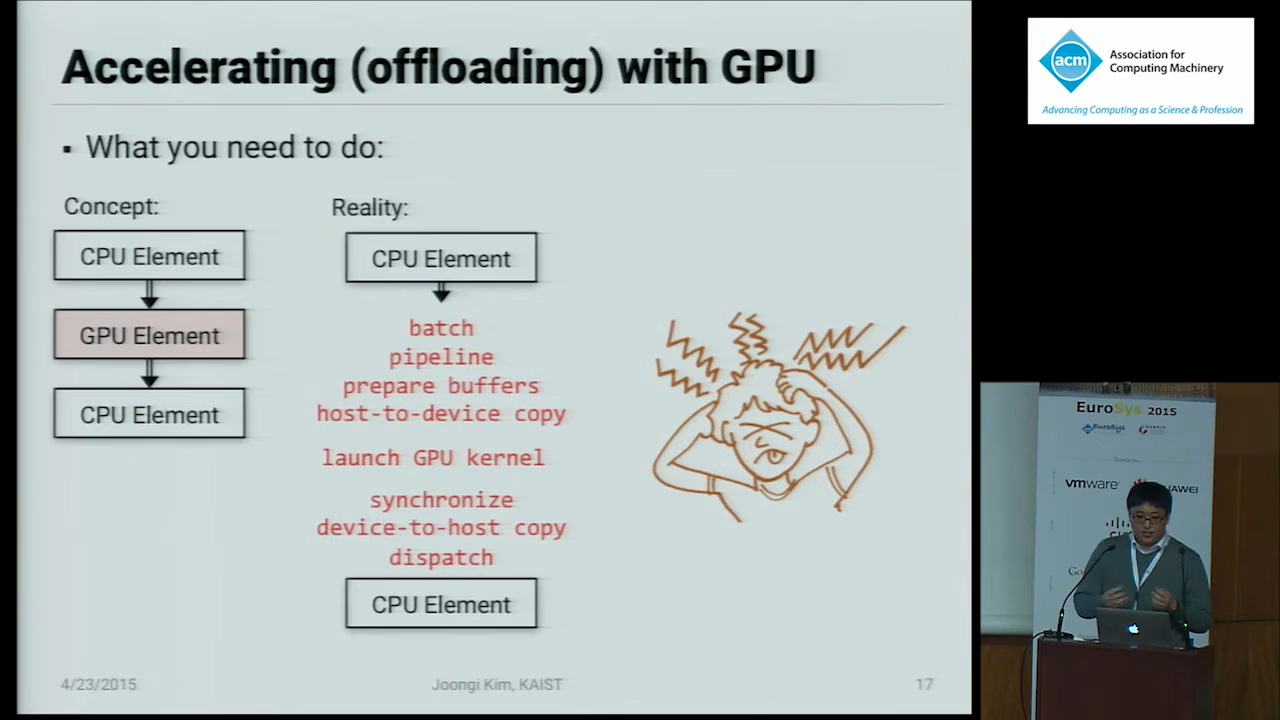 Accelerating (offloading) with GPU
▪ What you need to do:
Concept:
CPU Element
GPU Element
CPU Element
Reality:
CPU Element
batch
pipeline
prepare buffers
host-to-device copy
launch GPU kernel
synchronize
device-to-host copy
dispatch
CPU Element
4/23/2015
Joongi Kim, KAIST
17
acm
Association for
Computing Machinery
Advancing Computing as a Science & Profession
EuroSys 2015
EuroSys
vmware